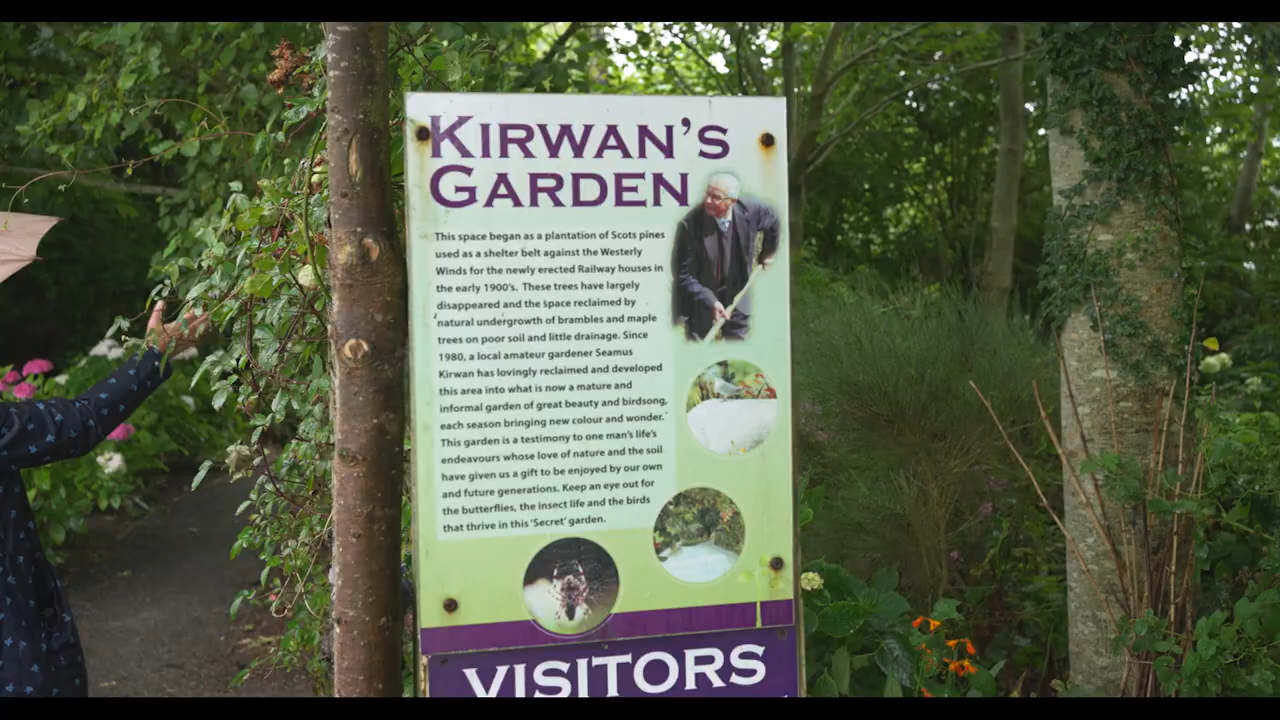 KIRWAN'S
GARDEN
This space began as a plantation of Scots pines
used as a shelter belt against the Westerly
Winds for the newly erected Railway houses in
the early 1900's. These trees have largely
disappeared and the space reclaimed by
natural undergrowth of brambles and maple
trees on poor soil and little drainage. Since
1980, a local amateur gardener Seamus
Kirwan has lovingly reclaimed and developed
this area into what is now a mature and
informal garden of great beauty and birdsong,
each season bringing new colour and wonder.
This garden is a testimony to one man's life's
endeavours whose love of nature and the soil
have given us a gift to be enjoyed by our own
and future generations. Keep an eye out for
the butterflies, the insect life and the birds
that thrive in this 'Secret' garden.
VISITORS